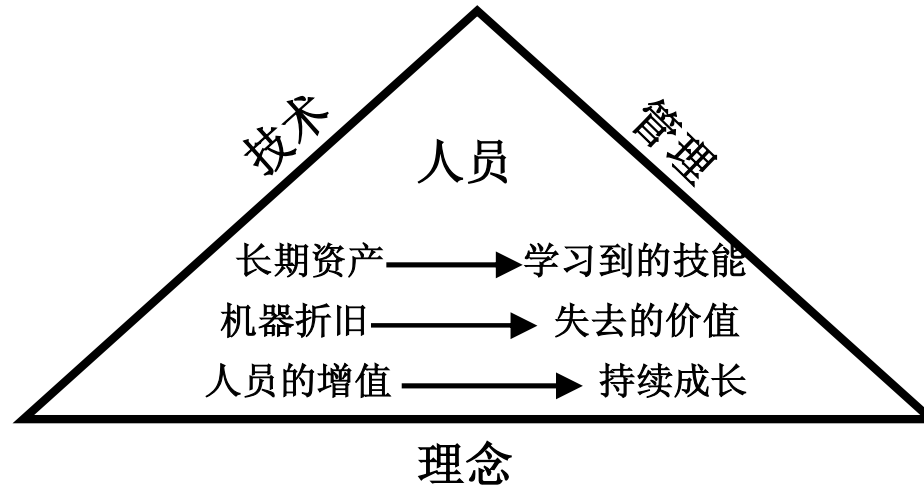 技术
管理
人员
长期资产 学习到的技能
机器折旧 失去的价值
人员的增值 持续成长
理念